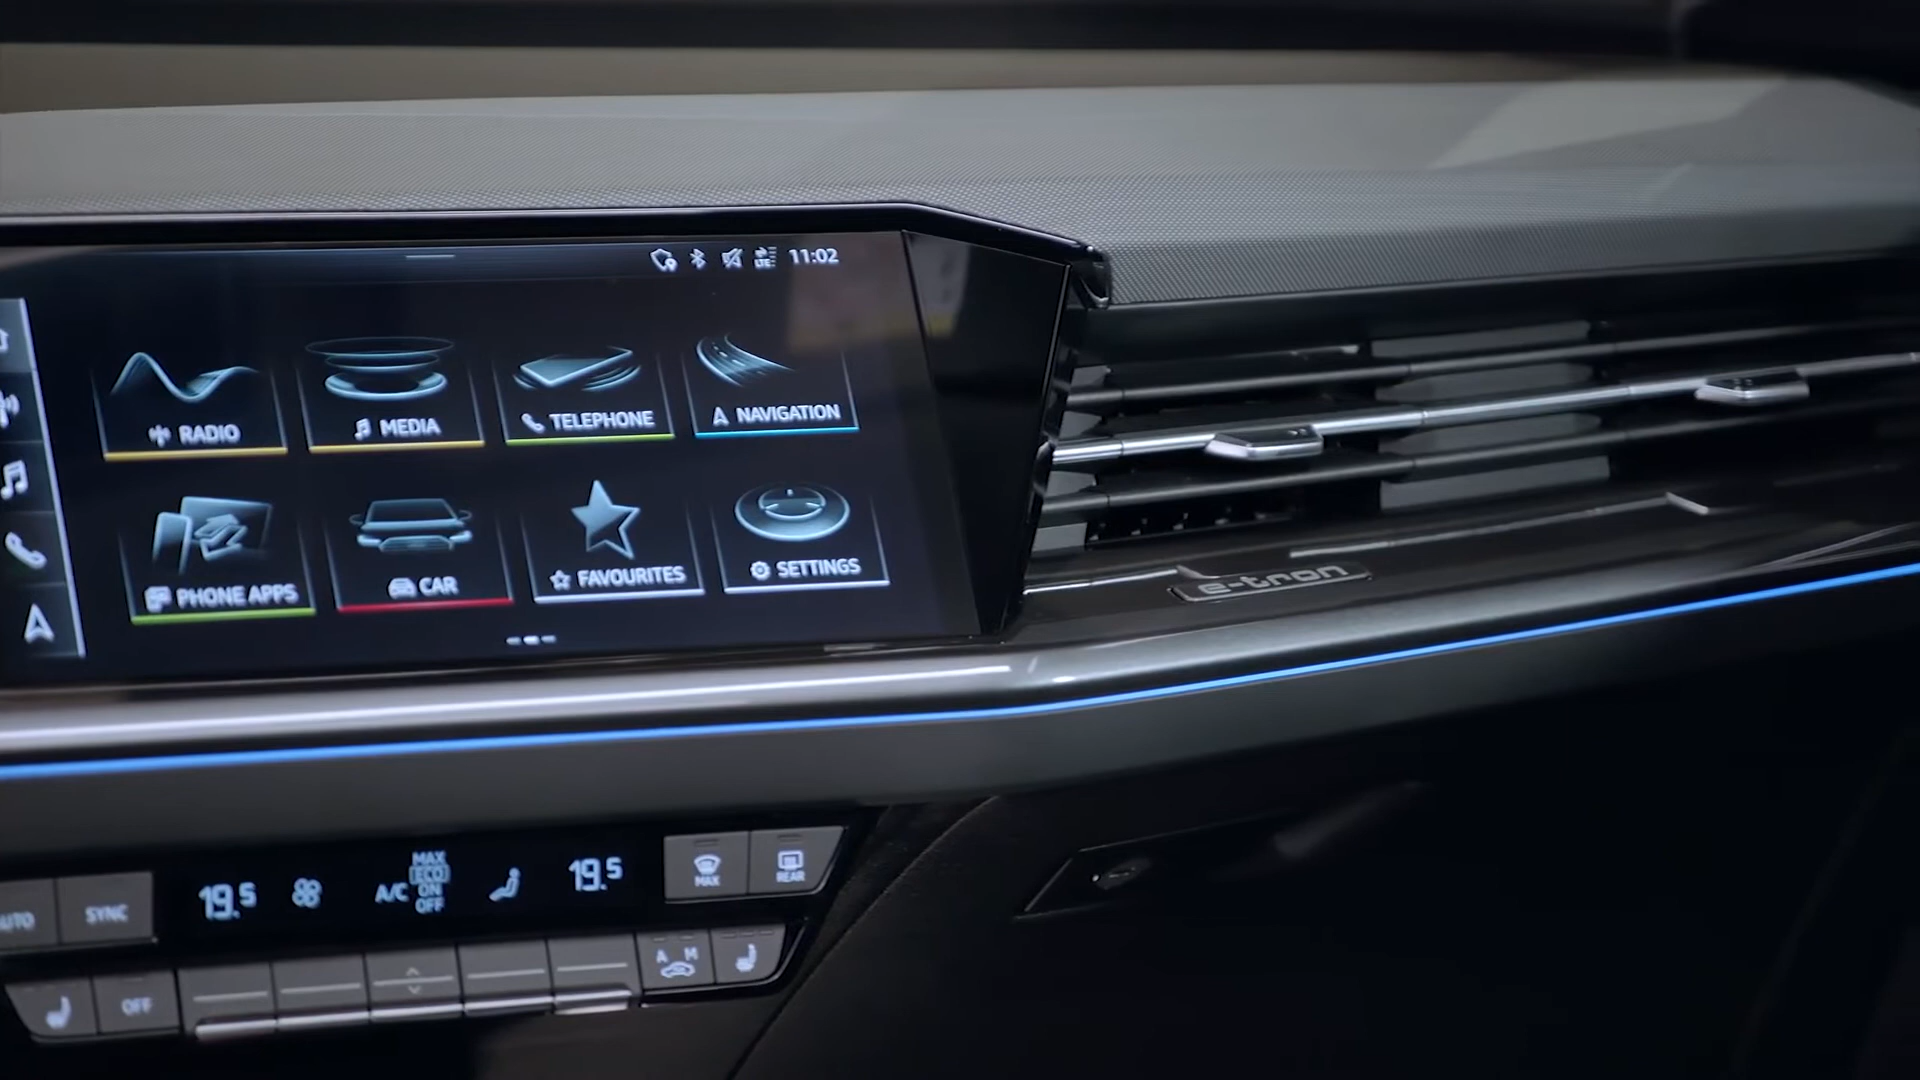 LTE 11:02
RADIO
MEDIA
TELEPHONE
NAVIGATION
PHONE APPS
CAR
FAVOURITES
SETTINGS
e-tron
AUTO
SYNC
19.5
A/C
MAX
ECO
ON
OFF
19.5
MAX
REAR
OFF
A M